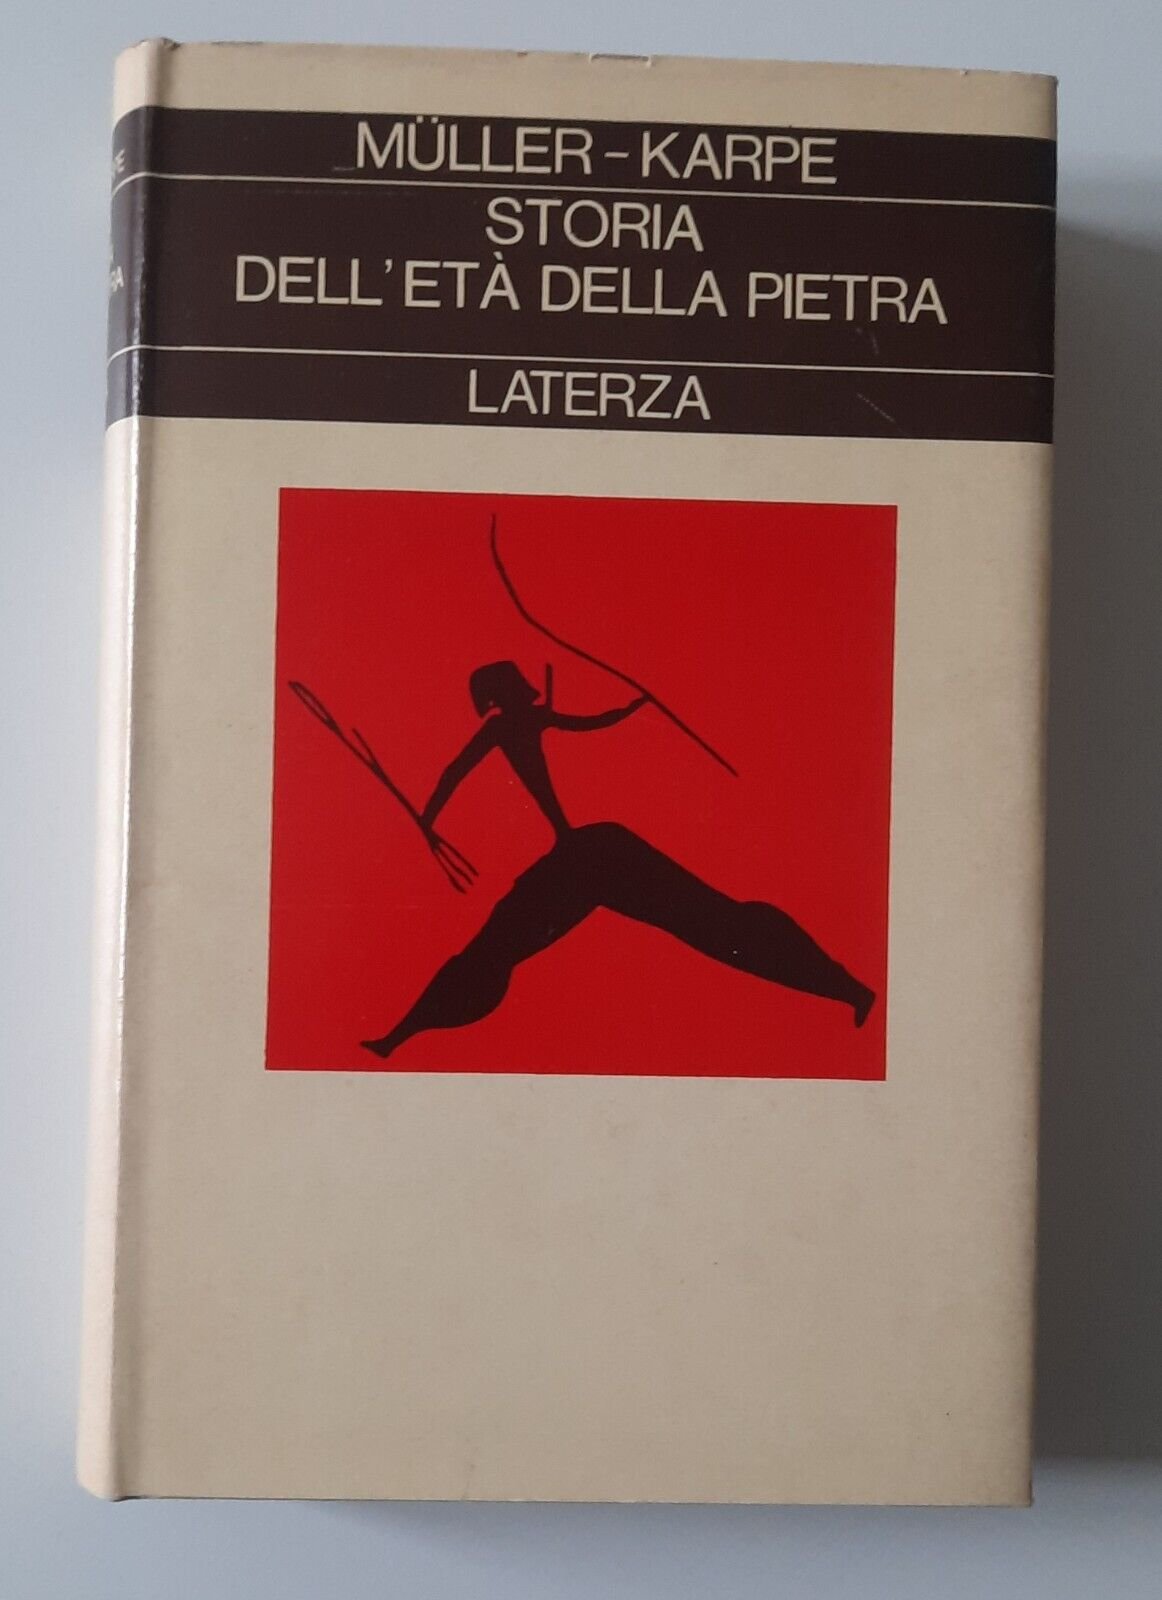 MÜLLER-KARPE
STORIA
DELL'ETÀ DELLA PIETRA
LATERZA